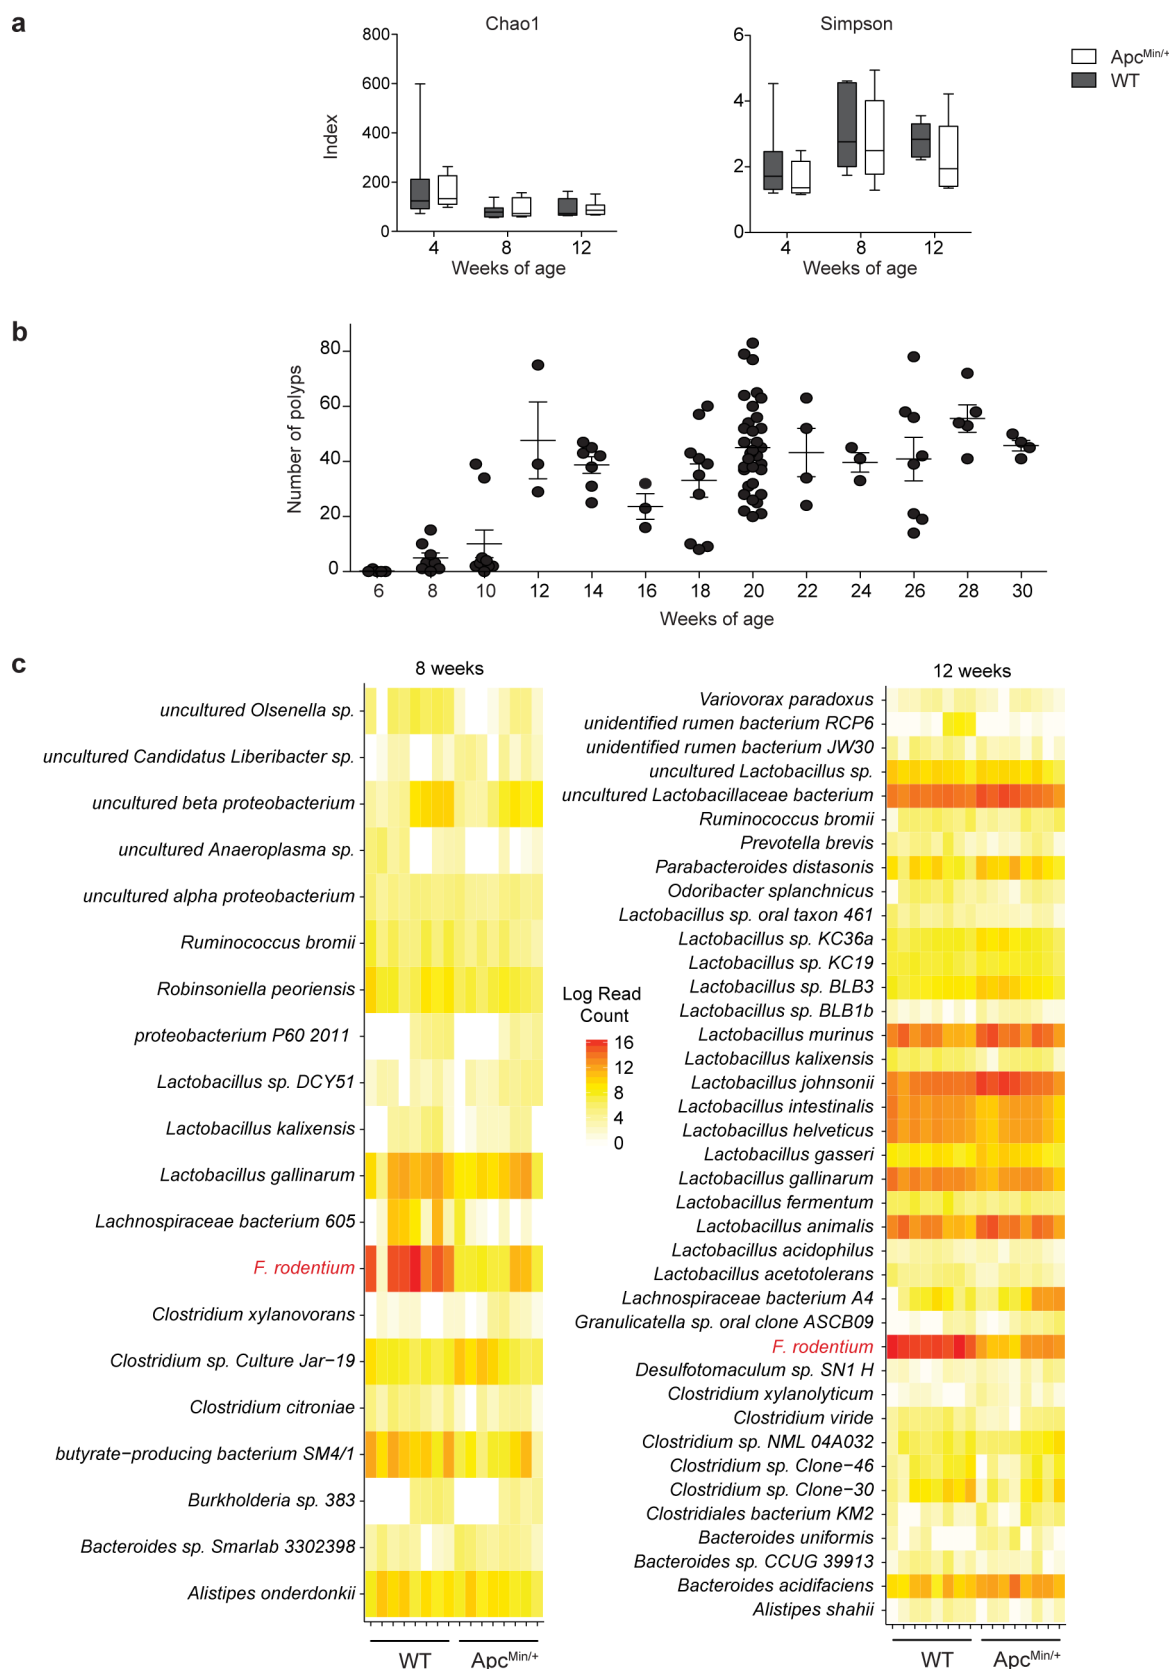 a
Chao1
Simpson
Apc^Min/+
WT
Index
800
600
400
200
0
4
8
12
Weeks of age
6
4
2
0
4
8
12
Weeks of age
b
Number of polyps
80
60
40
20
0
6
8
10
12
14
16
18
20
22
24
26
28
30
Weeks of age
c
8 weeks
uncultured Olsenella sp.
uncultured Candidatus Liberibacter sp.
uncultured beta proteobacterium
uncultured Anaeroplasma sp.
uncultured alpha proteobacterium
Ruminococcus bromii
Robinsoniella peoriensis
proteobacterium P60 2011
Lactobacillus sp. DCY51
Lactobacillus kalixensis
Lactobacillus gallinarum
Lachnospiraceae bacterium 605
F. rodentium
Clostridium xylanovorans
Clostridium sp. Culture Jar−19
Clostridium citroniae
butyrate−producing bacterium SM4/1
Burkholderia sp. 383
Bacteroides sp. Smarlab 3302398
Alistipes onderdonkii
WT
Apc^Min/+
Log Read
Count
16
12
8
4
0
12 weeks
Variovorax paradoxus
unidentified rumen bacterium RCP6
unidentified rumen bacterium JW30
uncultured Lactobacillus sp.
uncultured Lactobacillaceae bacterium
Ruminococcus bromii
Prevotella brevis
Parabacteroides distasonis
Odoribacter splanchnicus
Lactobacillus sp. oral taxon 461
Lactobacillus sp. KC36a
Lactobacillus sp. KC19
Lactobacillus sp. BLB3
Lactobacillus sp. BLB1b
Lactobacillus murinus
Lactobacillus kalixensis
Lactobacillus johnsonii
Lactobacillus intestinalis
Lactobacillus helveticus
Lactobacillus gasseri
Lactobacillus gallinarum
Lactobacillus fermentum
Lactobacillus animalis
Lactobacillus acidophilus
Lactobacillus acetotolerans
Lachnospiraceae bacterium A4
Granulicatella sp. oral clone ASCB09
F. rodentium
Desulfotomaculum sp. SN1 H
Clostridium xylanolyticum
Clostridium viride
Clostridium sp. NML 04A032
Clostridium sp. Clone−46
Clostridium sp. Clone−30
Clostridiales bacterium KM2
Bacteroides uniformis
Bacteroides sp. CCUG 39913
Bacteroides acidifaciens
Alistipes shahii
WT
Apc^Min/+